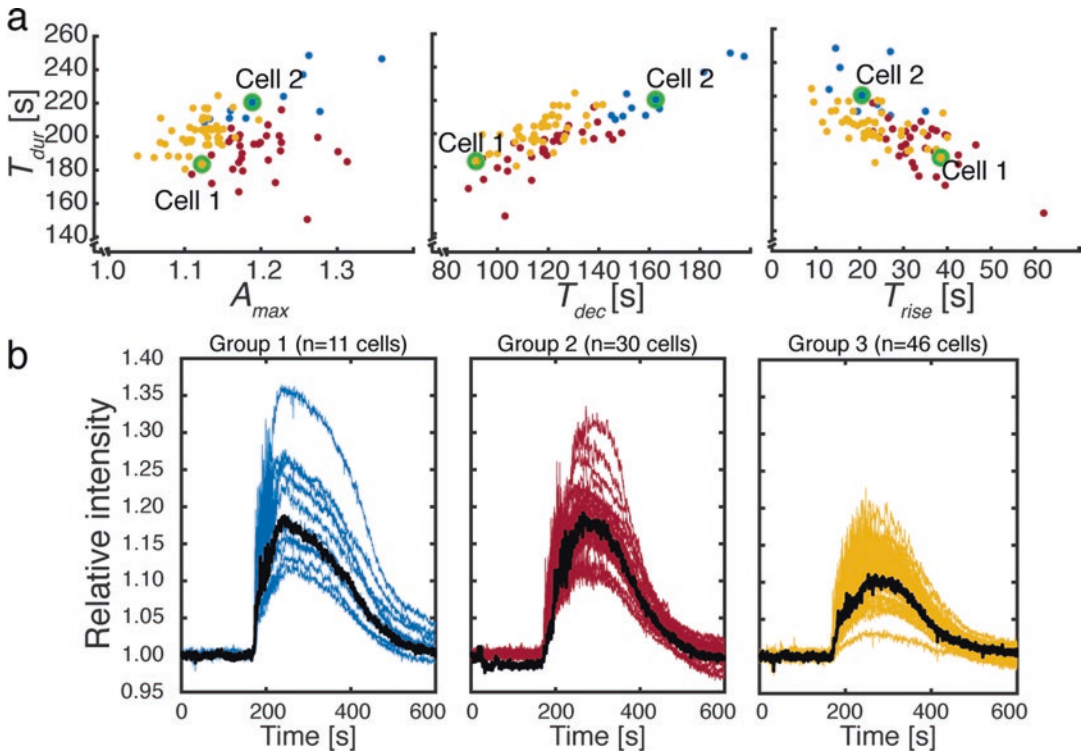 a
T_dur [s]
260
240
220
200
180
160
140
Cell 2
Cell 1
Cell 2
Cell 1
Cell 2
Cell 1
1.0 1.1 1.2 1.3
80 100 120 140 160 180 200
0 10 20 30 40 50 60
A_max
T_dec [s]
T_rise [s]
b
Group 1 (n=11 cells)
Group 2 (n=30 cells)
Group 3 (n=46 cells)
Relative intensity
1.40
1.35
1.30
1.25
1.20
1.15
1.10
1.05
1.00
0.95
0 200 400 600
0 200 400 600
0 200 400 600
Time [s]
Time [s]
Time [s]